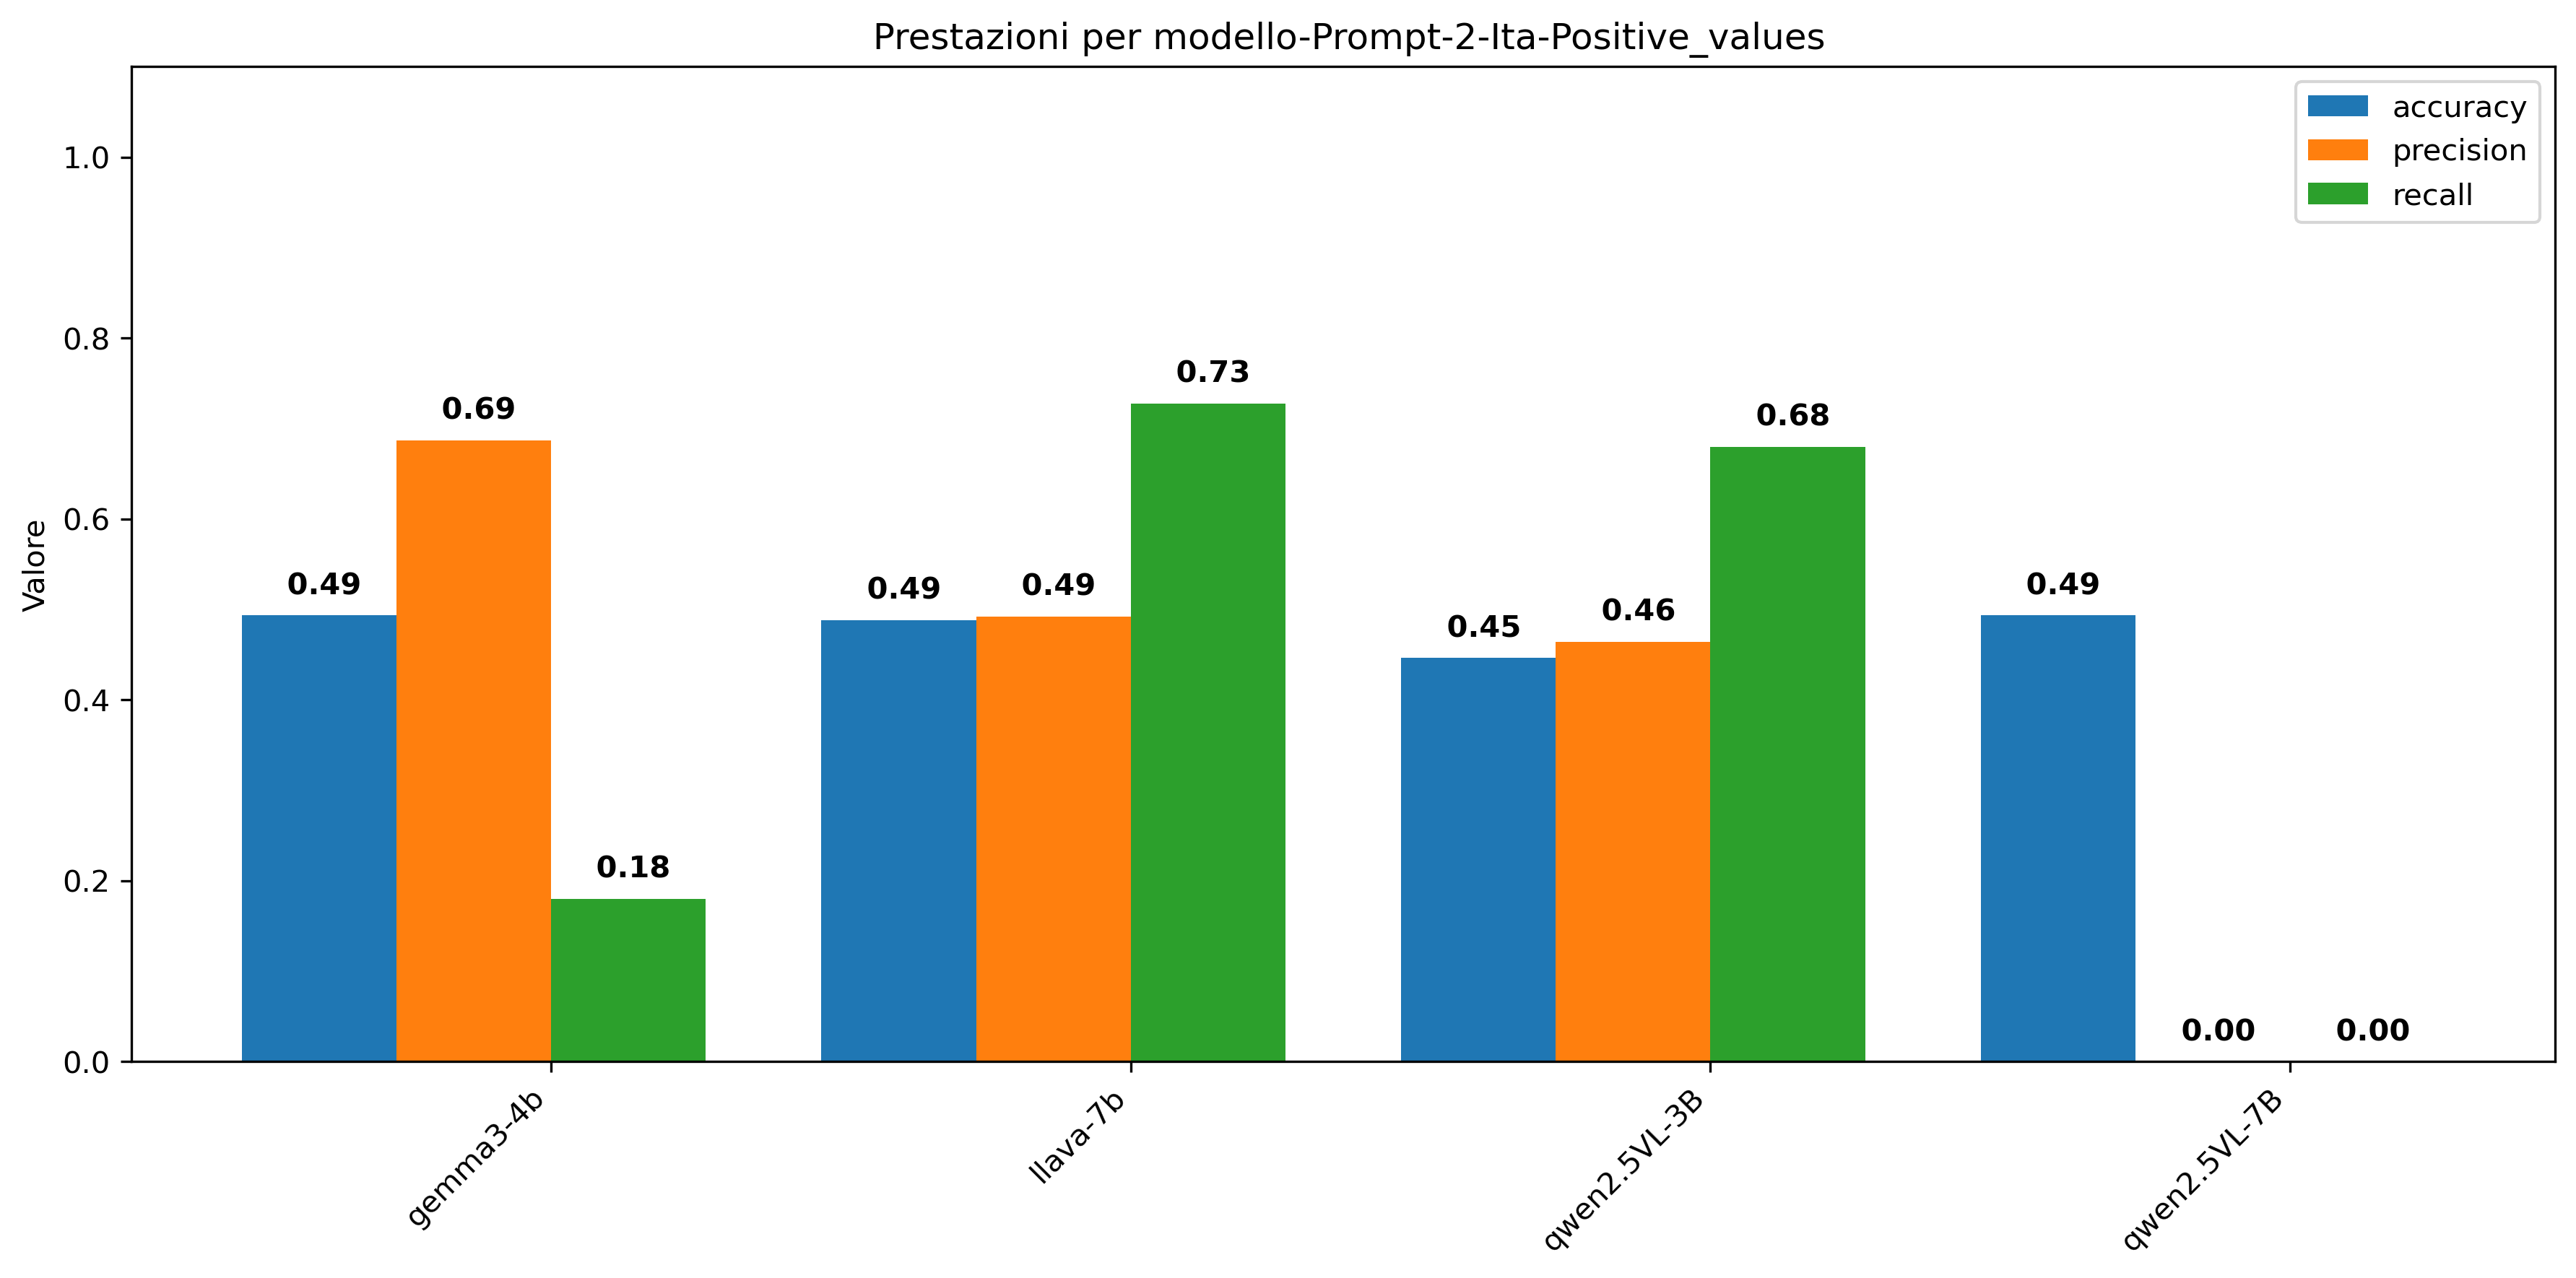 Prestazioni per modello-Prompt-2-Ita-Positive_values
accuracy
precision
recall
Valore
1.0
0.8
0.6
0.4
0.2
0.0
0.49
0.69
0.18
0.49
0.49
0.73
0.45
0.46
0.68
0.49
0.00
0.00
gemma3-4b
llava-7b
qwen2.5VL-3B
qwen2.5VL-7B